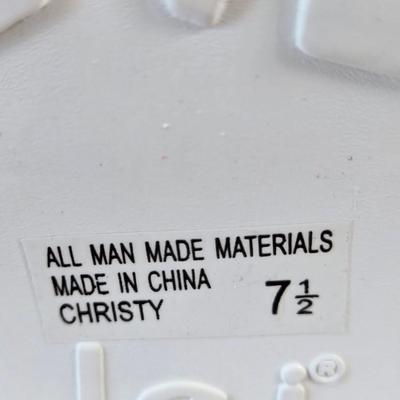 ALL MAN MADE MATERIALS
MADE IN CHINA
CHRISTY 7½
®